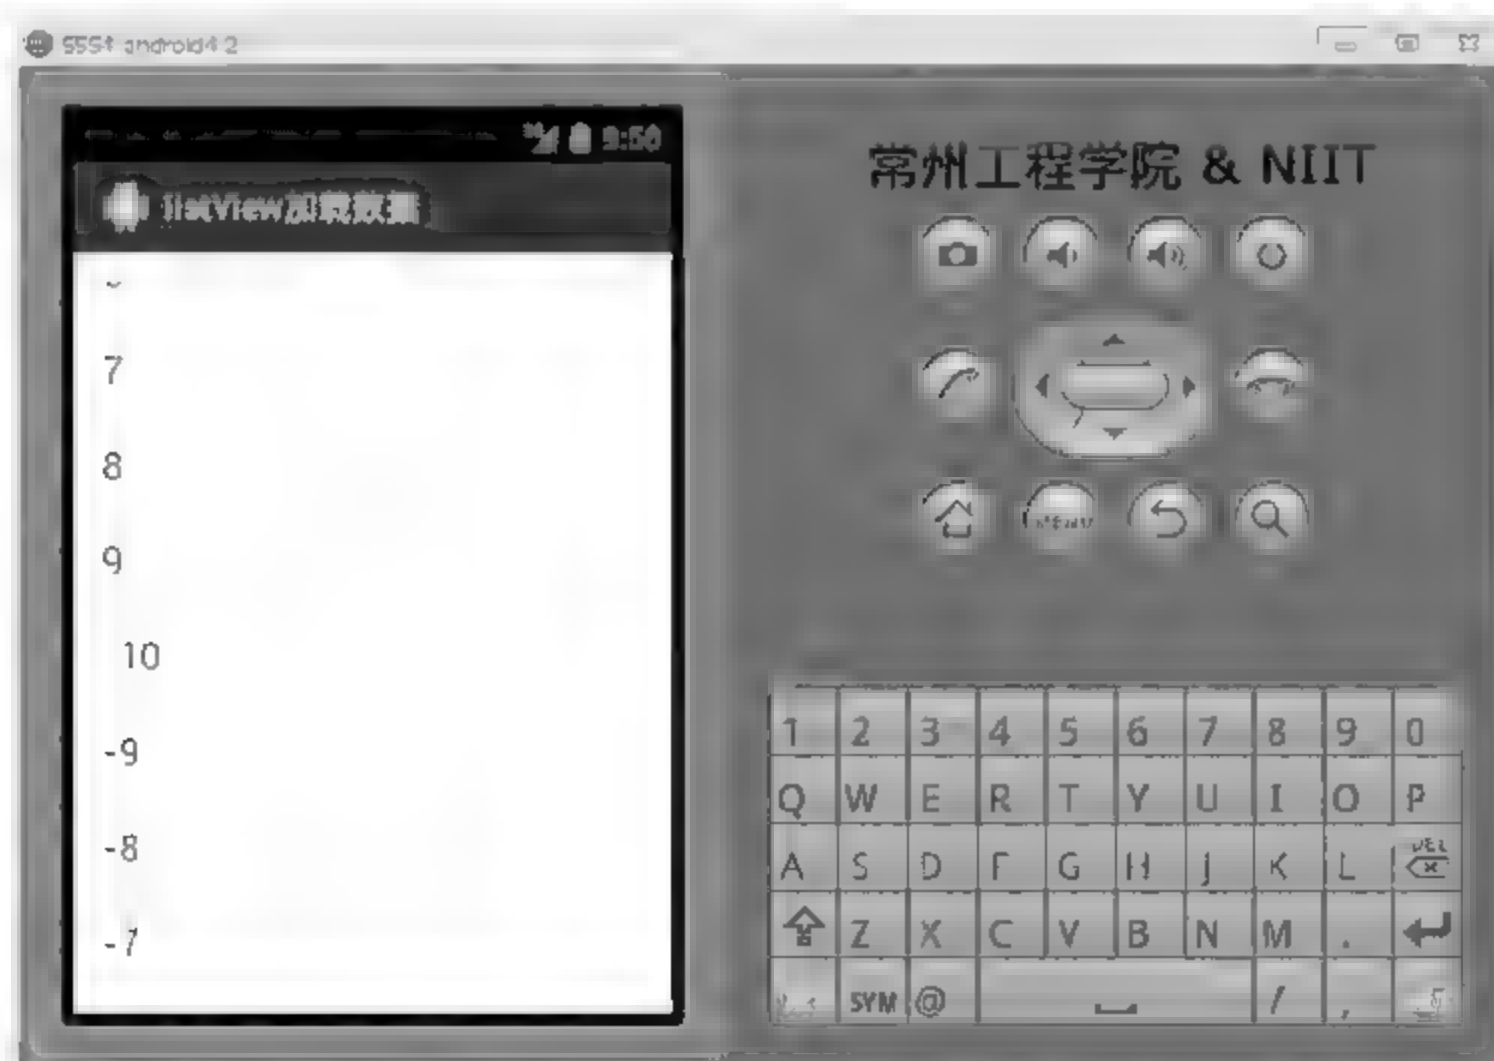 5554 android4.2
9:50
listView加载数据
7
8
9
10
-9
-8
-7
常州工程学院 & NIIT
MENU
1 2 3 4 5 6 7 8 9 0
Q W E R T Y U I O P
A S D F G H J K L DEL
Z X C V B N M .
SYM @ / ,